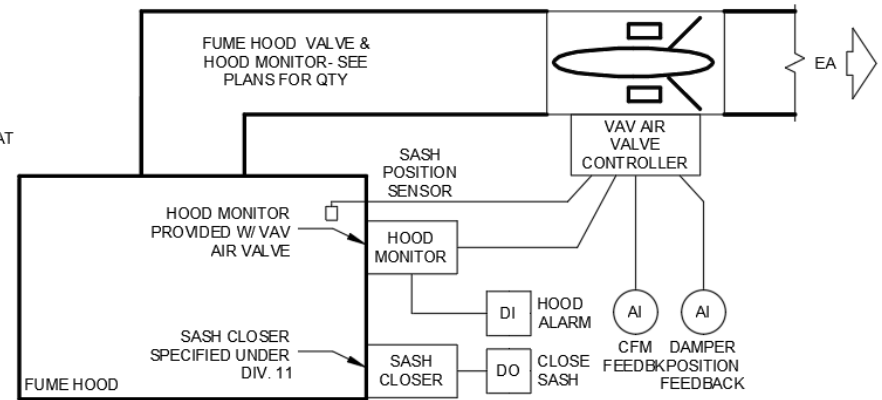 FUME HOOD VALVE &
HOOD MONITOR- SEE
PLANS FOR QTY
EA
VAV AIR
VALVE
CONTROLLER
AT
SASH
POSITION
SENSOR
HOOD MONITOR
PROVIDED W/ VAV
AIR VALVE
HOOD
MONITOR
DI
HOOD
ALARM
AI
AI
CFM
FEEDBK
DAMPER
POSITION
FEEDBACK
SASH CLOSER
SPECIFIED UNDER
DIV. 11
SASH
CLOSER
DO
CLOSE
SASH
FUME HOOD